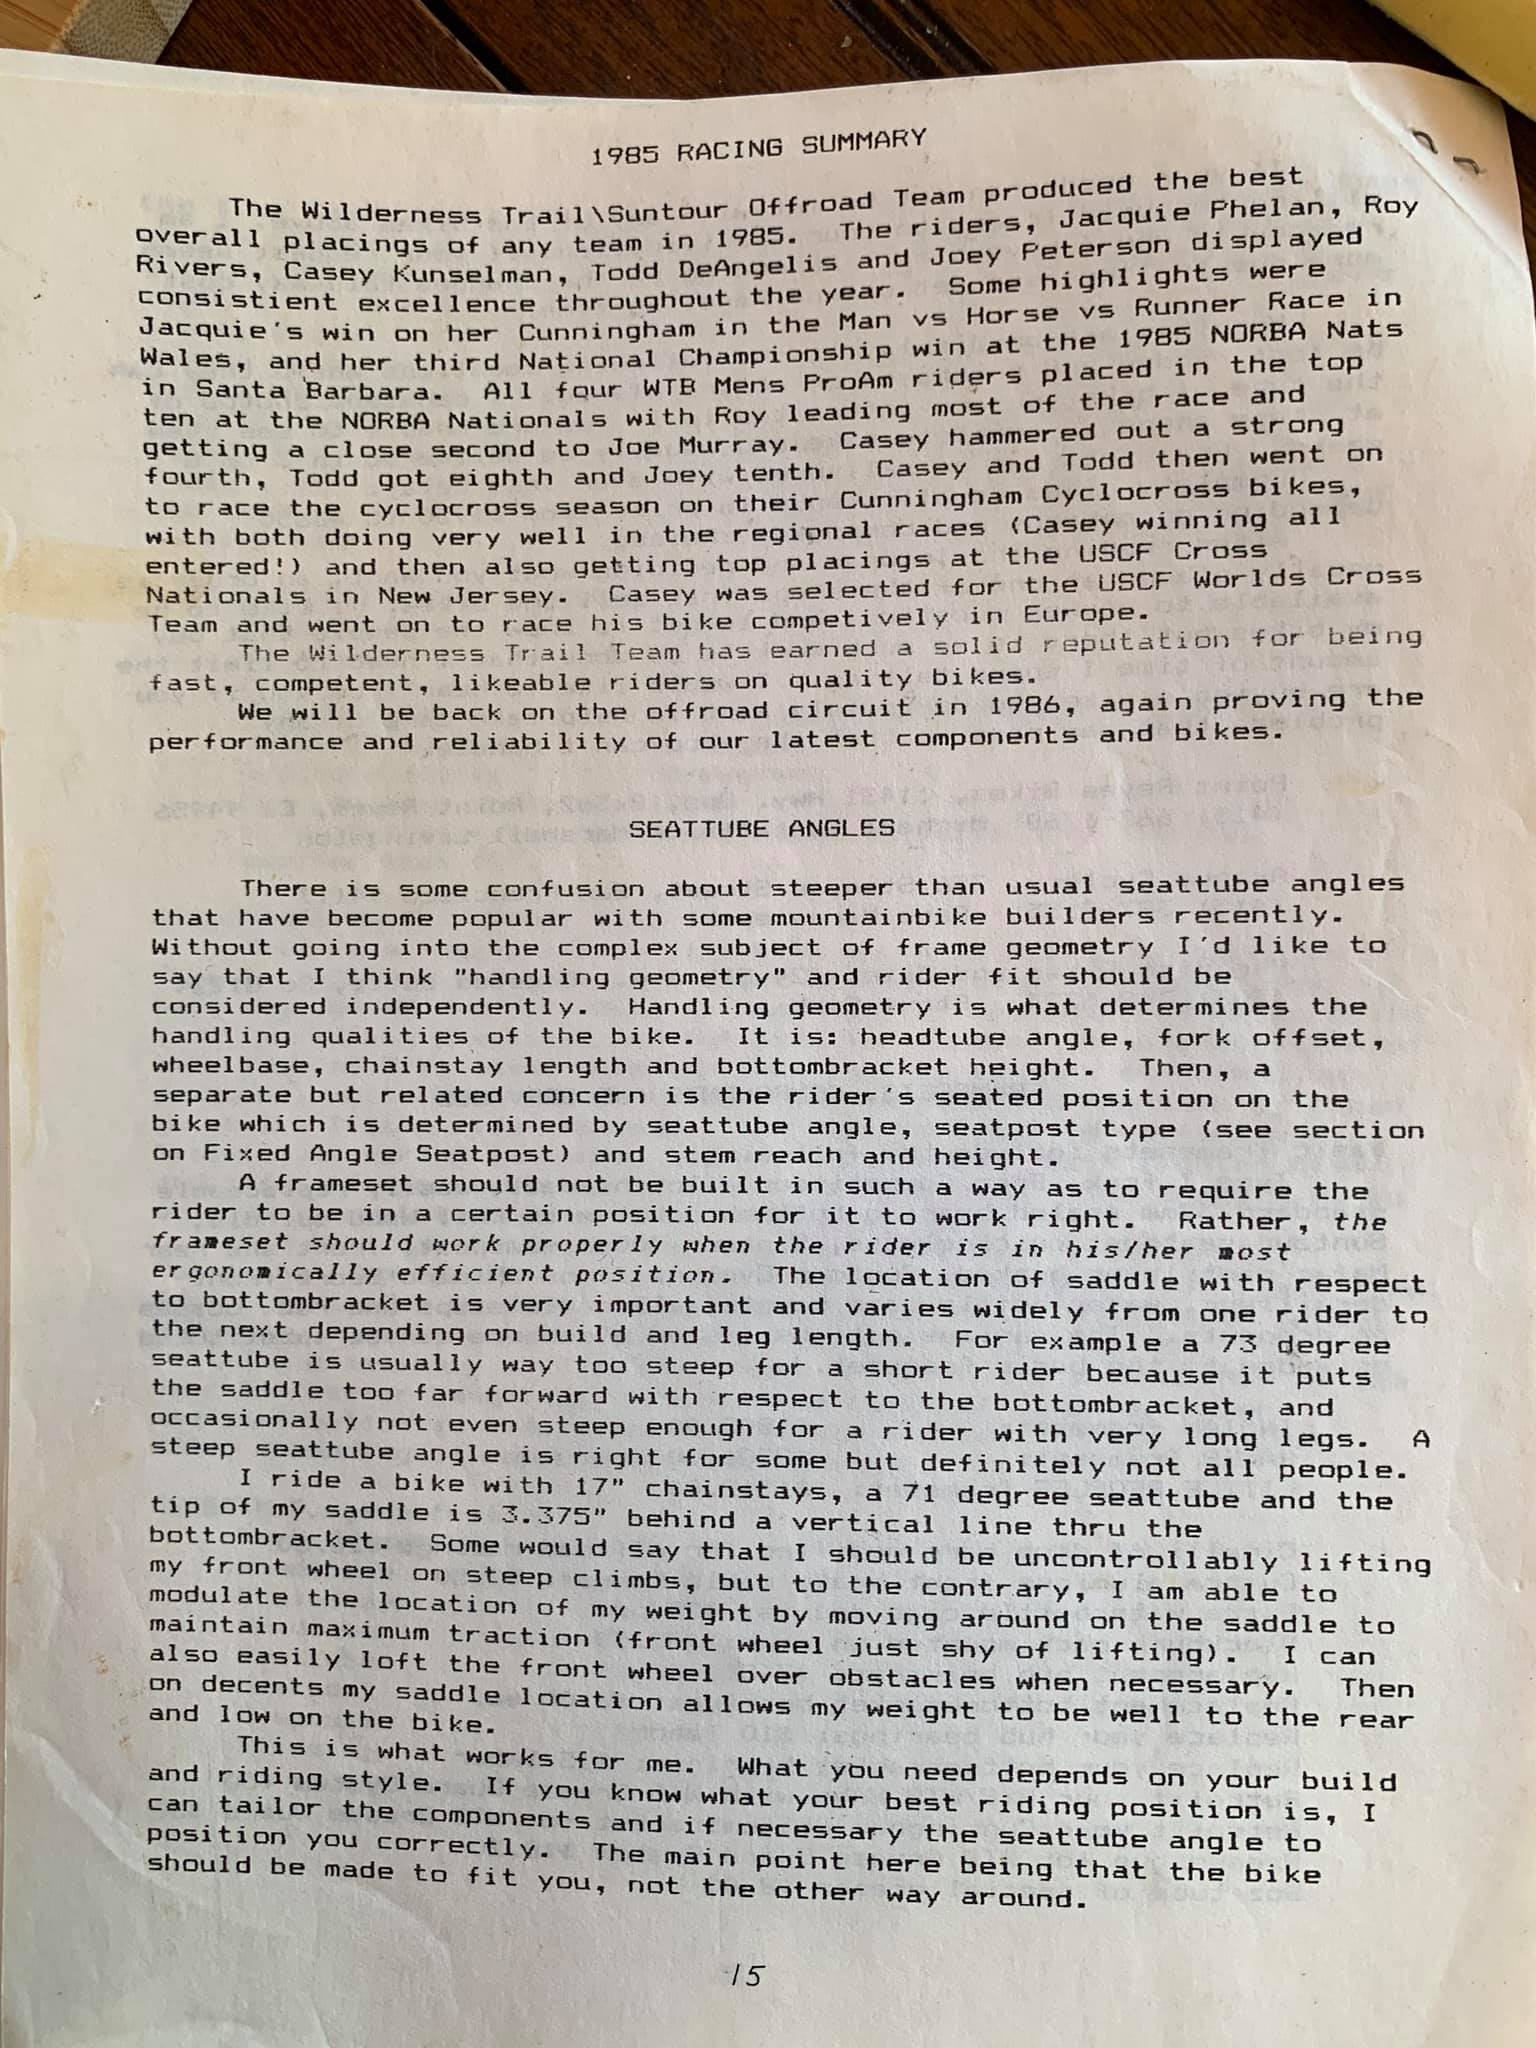 1985 RACING SUMMARY
The Wilderness Trail\Suntour Offroad Team produced the best
overall placings of any team in 1985. The riders, Jacquie Phelan, Roy
Rivers, Casey Kunselman, Todd DeAngelis and Joey Peterson displayed
consistient excellence throughout the year. Some highlights were
Jacquie's win on her Cunningham in the Man vs Horse vs Runner Race in
Wales, and her third National Championship win at the 1985 NORBA Nats
in Santa Barbara. All four WTB Mens ProAm riders placed in the top
ten at the NORBA Nationals with Roy leading most of the race and
getting a close second to Joe Murray. Casey hammered out a strong
fourth, Todd got eighth and Joey tenth. Casey and Todd then went on
to race the cyclocross season on their Cunningham Cyclocross bikes,
with both doing very well in the regional races (Casey winning all
entered!) and then also getting top placings at the USCF Cross
Nationals in New Jersey. Casey was selected for the USCF Worlds Cross
Team and went on to race his bike competively in Europe.
The Wilderness Trail Team has earned a solid reputation for being
fast, competent, likeable riders on quality bikes.
We will be back on the offroad circuit in 1986, again proving the
performance and reliability of our latest components and bikes.
SEATTUBE ANGLES
There is some confusion about steeper than usual seattube angles
that have become popular with some mountainbike builders recently.
Without going into the complex subject of frame geometry I'd like to
say that I think "handling geometry" and rider fit should be
considered independently. Handling geometry is what determines the
handling qualities of the bike. It is: headtube angle, fork offset,
wheelbase, chainstay length and bottombracket height. Then, a
separate but related concern is the rider's seated position on the
bike which is determined by seattube angle, seatpost type (see section
on Fixed Angle Seatpost) and stem reach and height.
A frameset should not be built in such a way as to require the
rider to be in a certain position for it to work right. Rather, the
frameset should work properly when the rider is in his/her most
ergonomically efficient position. The location of saddle with respect
to bottombracket is very important and varies widely from one rider to
the next depending on build and leg length. For example a 73 degree
seattube is usually way too steep for a short rider because it puts
the saddle too far forward with respect to the bottombracket, and
occasionally not even steep enough for a rider with very long legs. A
steep seattube angle is right for some but definitely not all people.
I ride a bike with 17" chainstays, a 71 degree seattube and the
tip of my saddle is 3.375" behind a vertical line thru the
bottombracket. Some would say that I should be uncontrollably lifting
my front wheel on steep climbs, but to the contrary, I am able to
modulate the location of my weight by moving around on the saddle to
maintain maximum traction (front wheel just shy of lifting). I can
also easily loft the front wheel over obstacles when necessary. Then
on decents my saddle location allows my weight to be well to the rear
and low on the bike.
This is what works for me. What you need depends on your build
and riding style. If you know what your best riding position is, I
can tailor the components and if necessary the seattube angle to
position you correctly. The main point here being that the bike
should be made to fit you, not the other way around.
15